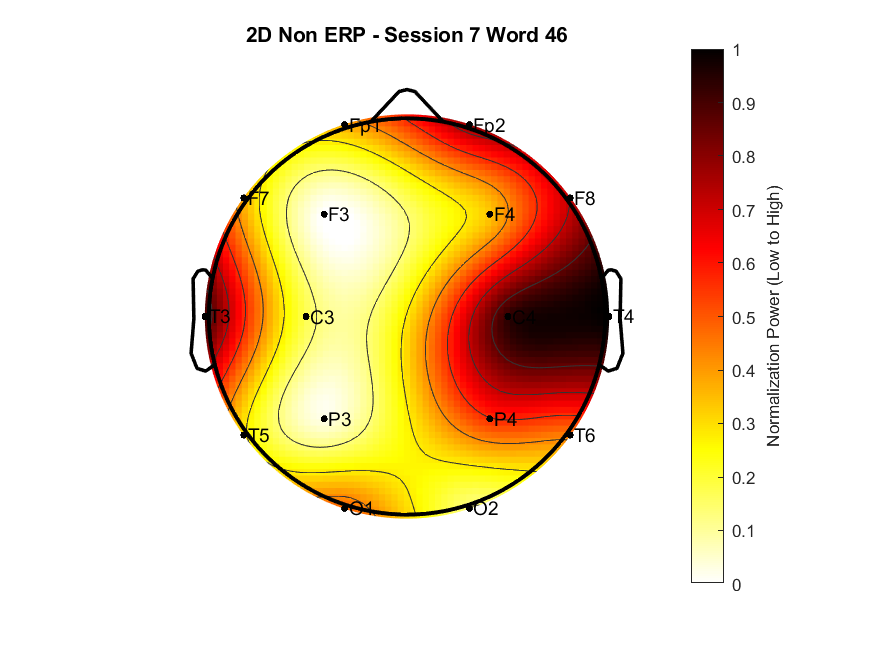 2D Non ERP - Session 7 Word 46
Fp1 Fp2
F7 F8
F3 F4
T3 C3 C4 T4
P3 P4
T5 T6
O1 O2
1
0.9
0.8
0.7
0.6
0.5
0.4
0.3
0.2
0.1
0
Normalization Power (Low to High)